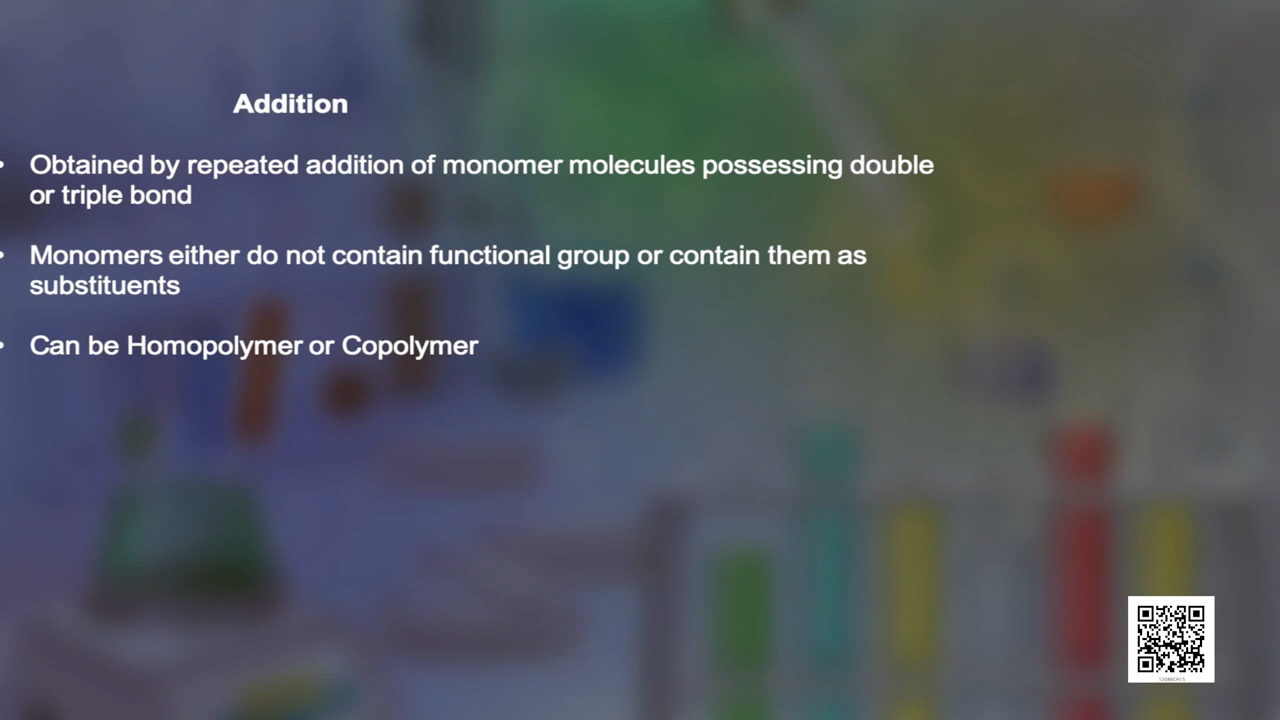 Addition
• Obtained by repeated addition of monomer molecules possessing double
or triple bond
• Monomers either do not contain functional group or contain them as
substituents
• Can be Homopolymer or Copolymer